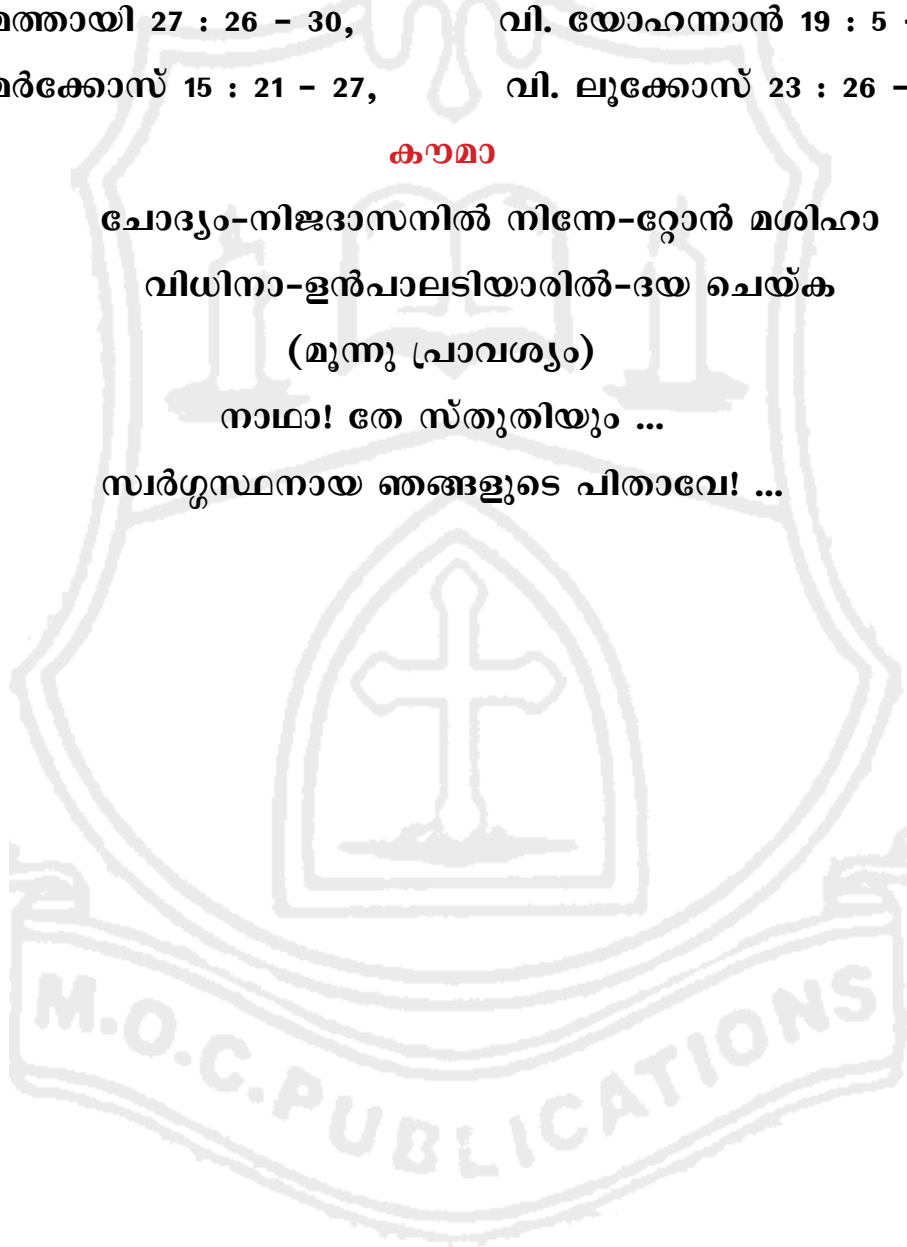 മത്തായി 27 : 26 – 30, വി. യോഹന്നാൻ 19 : 5 –
മർക്കോസ് 15 : 21 – 27, വി. ലൂക്കോസ് 23 : 26 –
കൗമാ
ചോദ്യം–നിജദാസനിൽ നിന്നേ–റ്റോൻ മശിഹാ
വിധിനാ–ളൻപാലടിയാരിൽ–ദയ ചെയ്ക
(മൂന്നു പ്രാവശ്യം)
നാഥാ! തേ സ്തുതിയും ...
സ്വർഗ്ഗസ്ഥനായ ഞങ്ങളുടെ പിതാവേ! ...
M.O.C.PUBLICATIONS